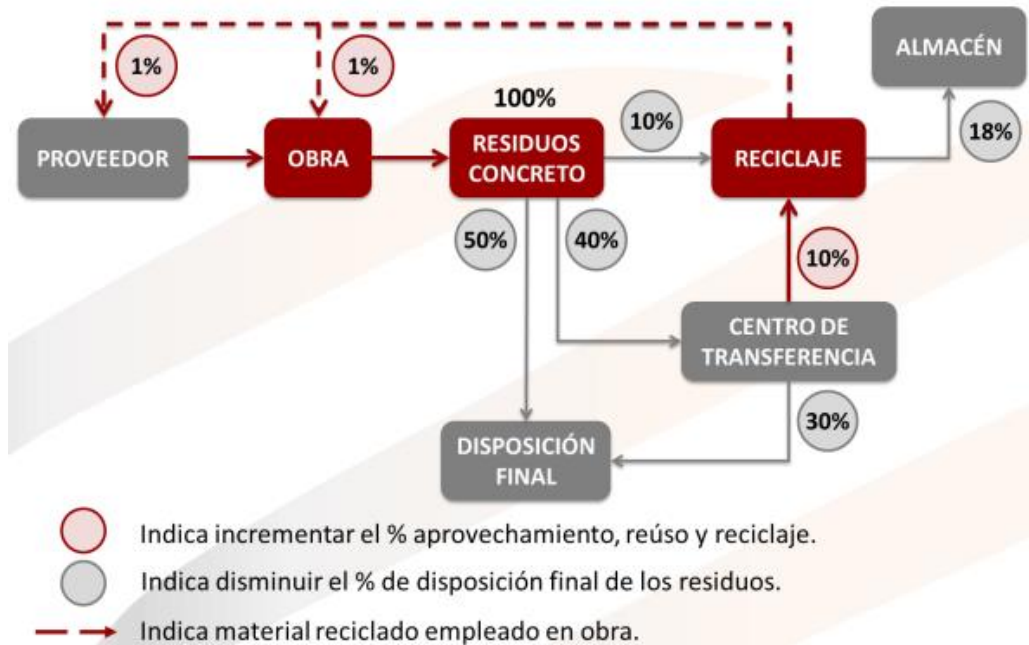 1%
1%
ALMACÉN
100%
10%
18%
PROVEEDOR
OBRA
RESIDUOS
CONCRETO
RECICLAJE
50%
40%
10%
CENTRO DE
TRANSFERENCIA
30%
DISPOSICIÓN
FINAL
Indica incrementar el % aprovechamiento, reúso y reciclaje.
Indica disminuir el % de disposición final de los residuos.
Indica material reciclado empleado en obra.